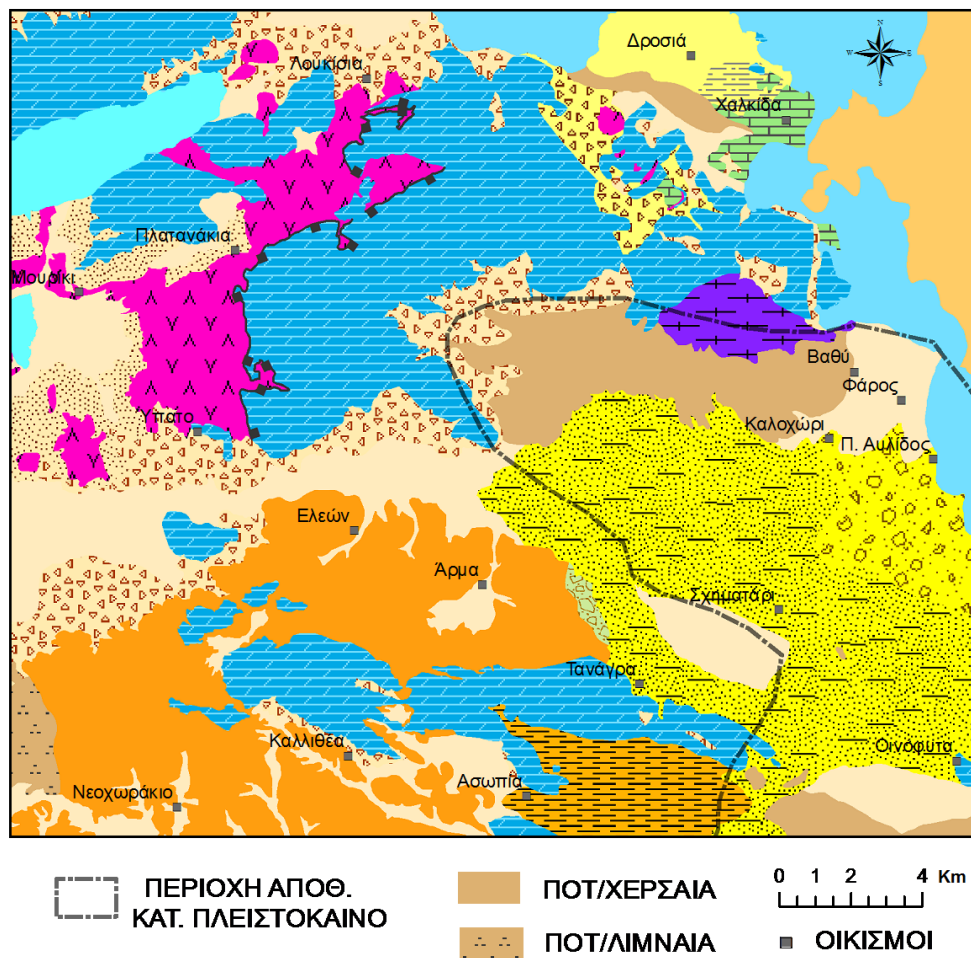 N
W E
S
Δροσιά
Λουκίσια
Χαλκίδα
Πλατανάκια
Μουρίκι
Βαθύ
Φάρος
Ύπατο
Καλοχώρι
Π. Αυλίδος
Ελεών
Άρμα
Σχηματάρι
Τανάγρα
Καλλιθέα
Οινόφυτα
Νεοχωράκιο
Ασωπία
ΠΕΡΙΟΧΗ ΑΠΟΘ.
ΚΑΤ. ΠΛΕΙΣΤΟΚΑΙΝΟ
ΠΟΤ/ΧΕΡΣΑΙΑ
ΠΟΤ/ΛΙΜΝΑΙΑ
0 1 2 4 Km
ΟΙΚΙΣΜΟΙ